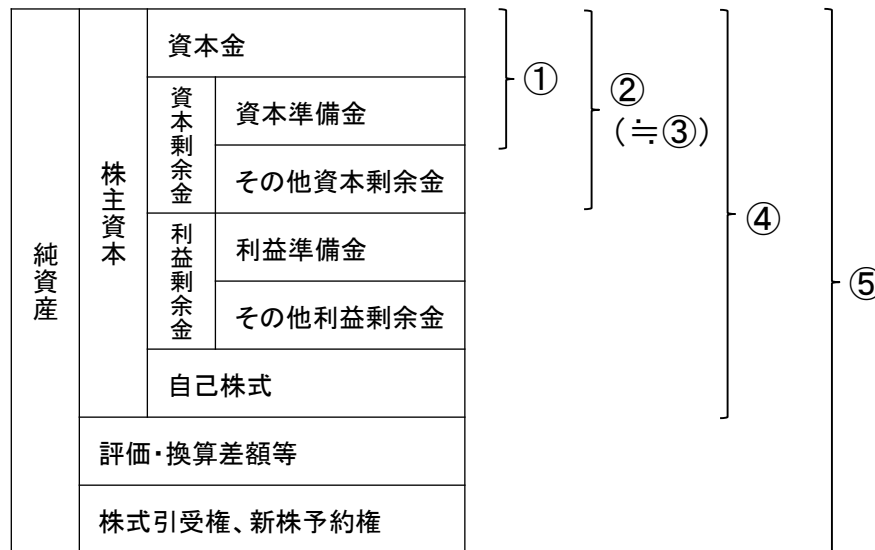 純資産
株主資本
資本金
資本剰余金
資本準備金
その他資本剰余金
利益剰余金
利益準備金
その他利益剰余金
自己株式
評価・換算差額等
株式引受権、新株予約権
①
②
(≒③)
④
⑤